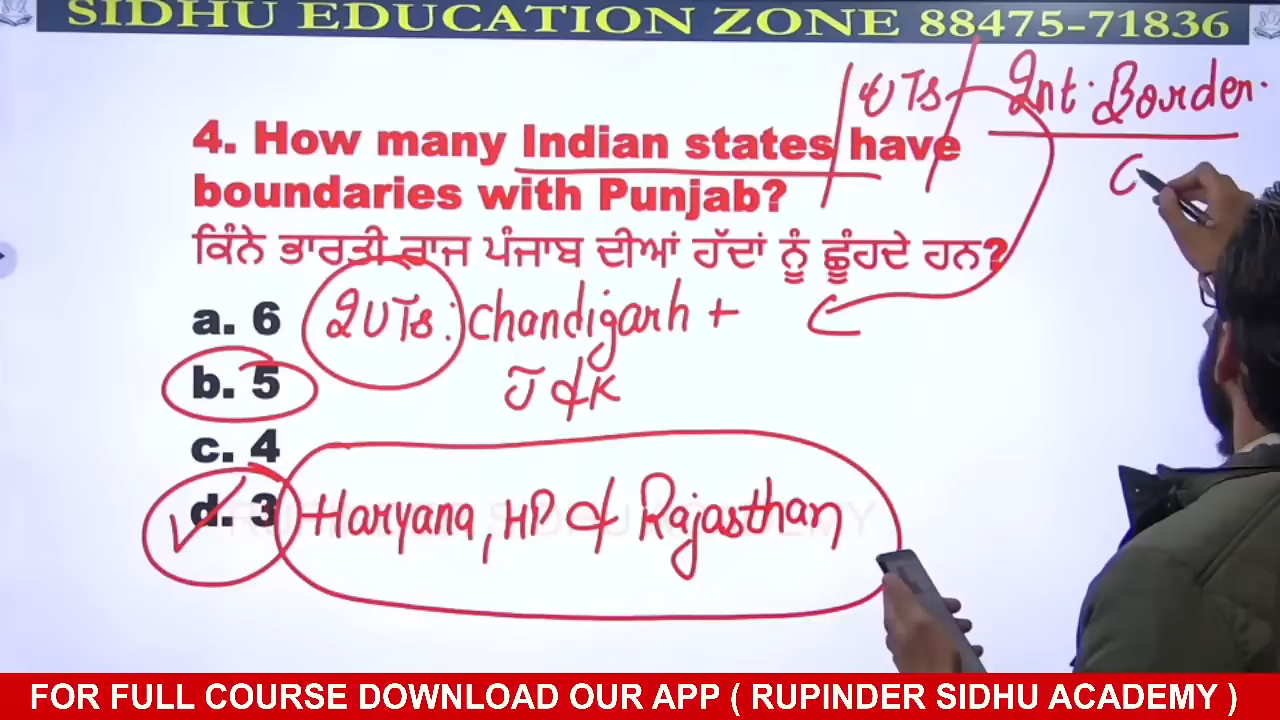 SIDHU EDUCATION ZONE 88475-71836
UTs Int. Border.
4. How many Indian states have
boundaries with Punjab?
ਕਿੰਨੇ ਭਾਰਤੀ ਰਾਜ ਪੰਜਾਬ ਦੀਆਂ ਹੱਦਾਂ ਨੂੰ ਛੂੰਹਦੇ ਹਨ?
a. 6 2UTs: Chandigarh +
b. 5 J & K
c. 4
d. 3 Haryana, HP & Rajasthan
FOR FULL COURSE DOWNLOAD OUR APP ( RUPINDER SIDHU ACADEMY )